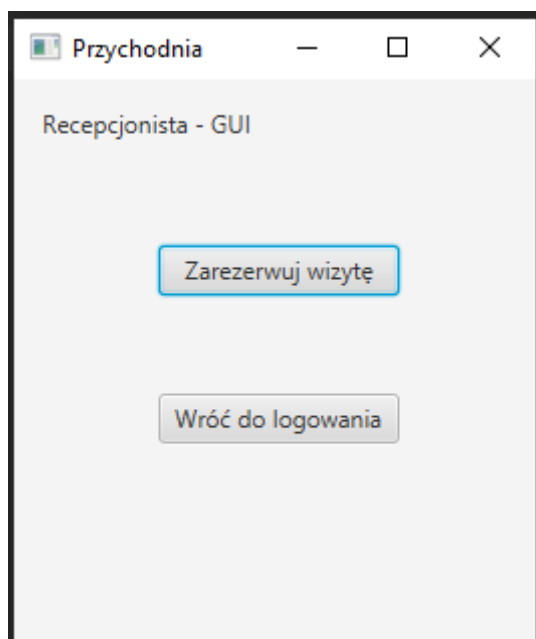 Przychodnia
Recepcjonista - GUI
Zarezerwuj wizytę
Wróć do logowania